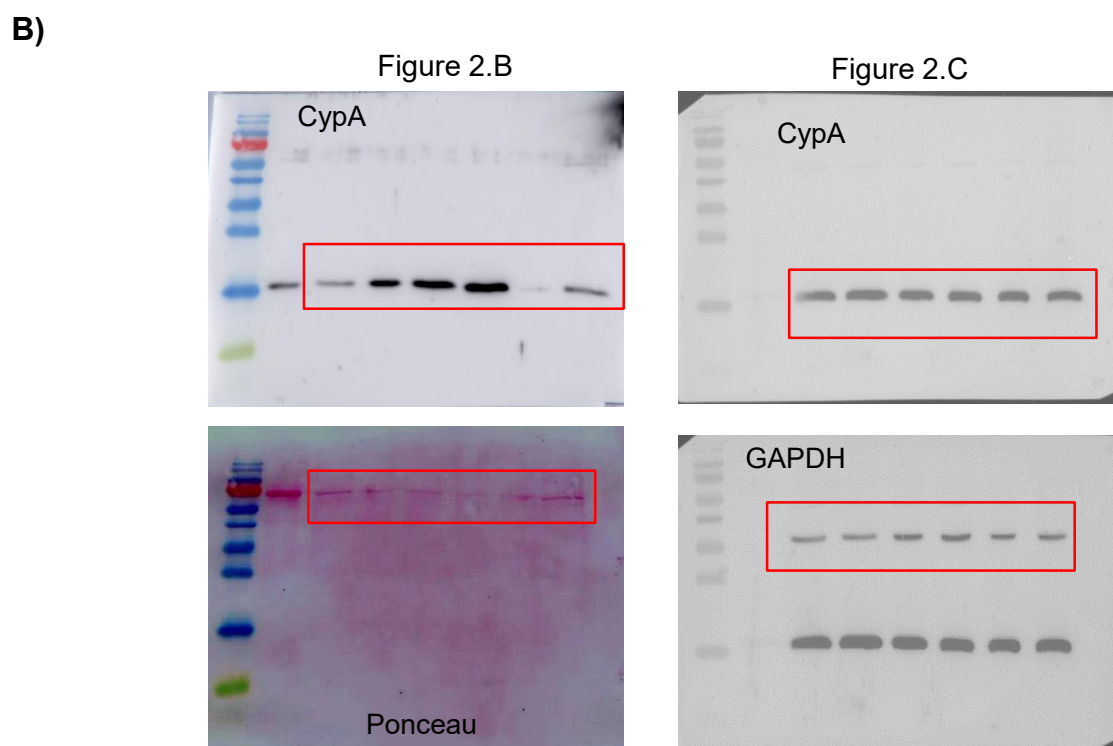 B)
Figure 2.B
Figure 2.C
CypA
CypA
GAPDH
Ponceau